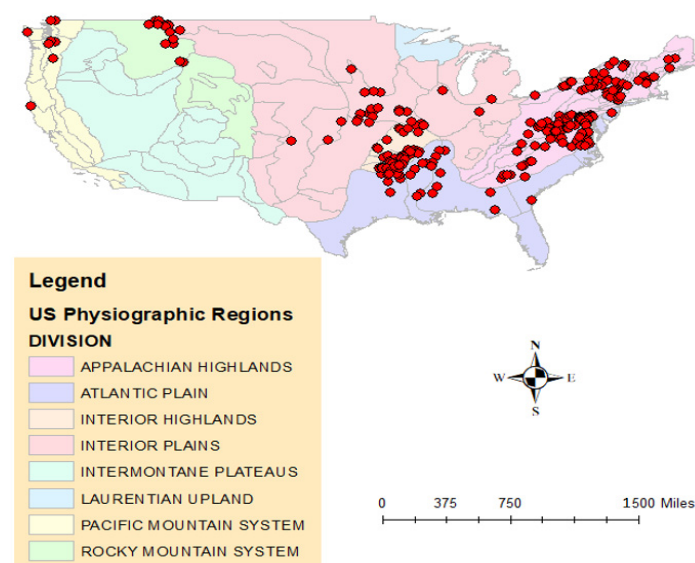 Legend
US Physiographic Regions
DIVISION
APPALACHIAN HIGHLANDS
ATLANTIC PLAIN
INTERIOR HIGHLANDS
INTERIOR PLAINS
INTERMONTANE PLATEAUS
LAURENTIAN UPLAND
PACIFIC MOUNTAIN SYSTEM
ROCKY MOUNTAIN SYSTEM
N
W E
S
0 375 750 1500 Miles